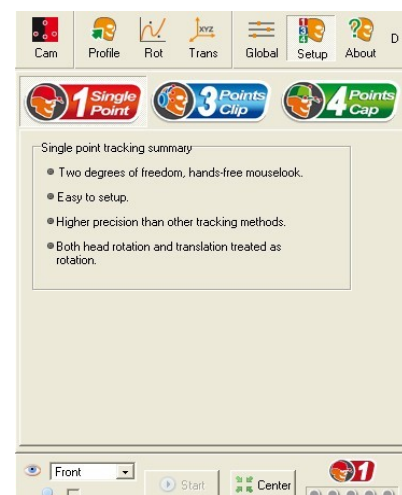 Cam Profile Rot Trans Global Setup About D
1 Single Point 3 Points Clip 4 Points Cap
Single point tracking summary
Two degrees of freedom, hands-free mouselook.
Easy to setup.
Higher precision than other tracking methods.
Both head rotation and translation treated as
rotation.
Front Start Center 1